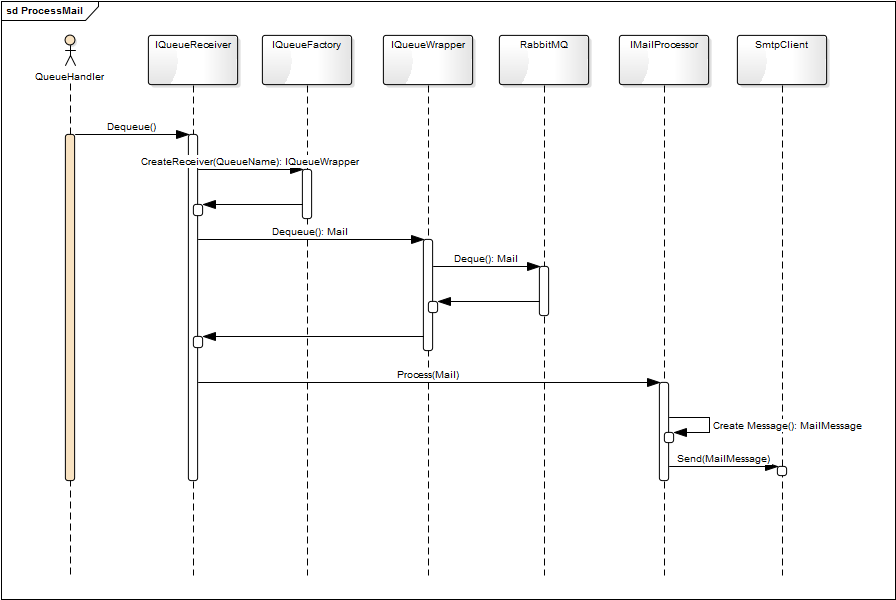 sd ProcessMail
QueueHandler
IQueueReceiver
IQueueFactory
IQueueWrapper
RabbitMQ
IMailProcessor
SmtpClient
Dequeue()
CreateReceiver(QueueName): IQueueWrapper
Dequeue(): Mail
Deque(): Mail
Process(Mail)
Create Message(): MailMessage
Send(MailMessage)